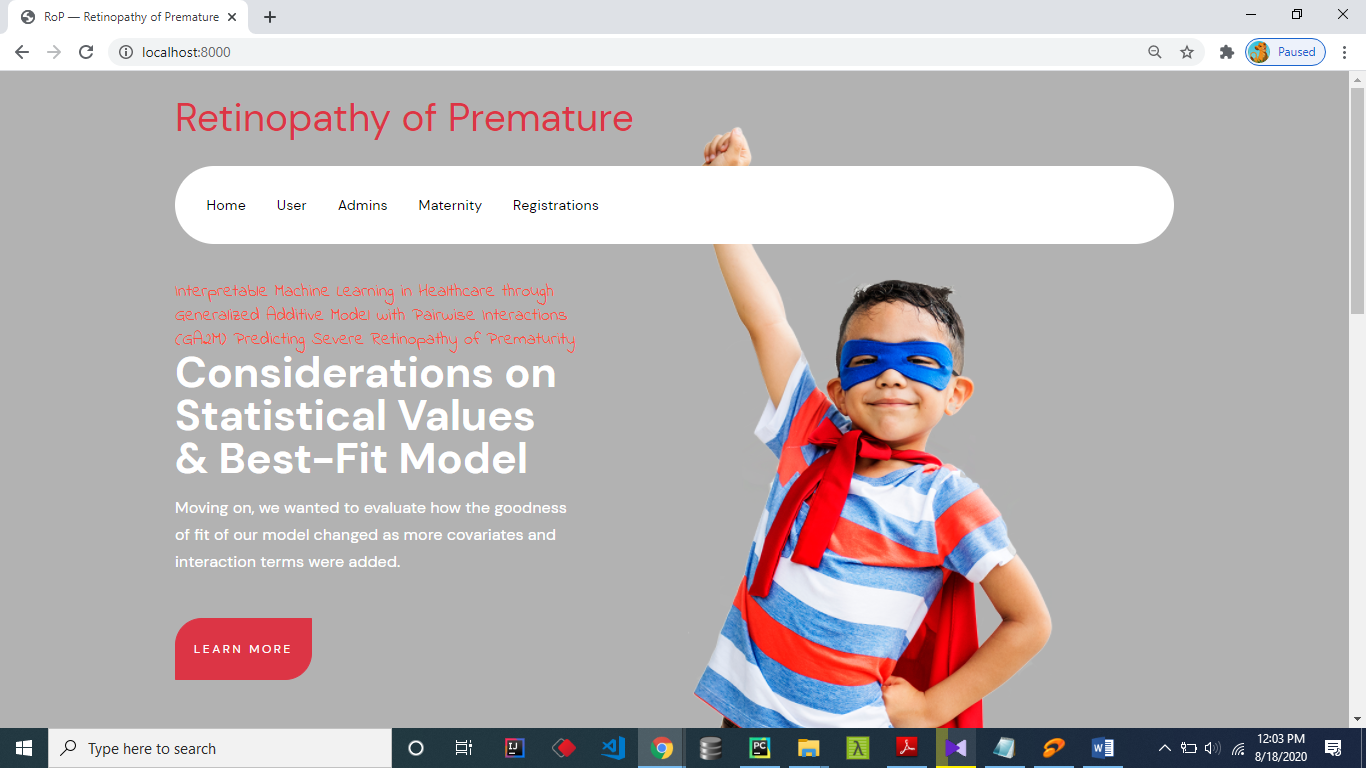 RoP — Retinopathy of Premature
localhost:8000
Paused
Retinopathy of Premature
Home User Admins Maternity Registrations
Interpretable Machine Learning in Healthcare through
Generalized Additive Model with Pairwise Interactions
(GA2M) Predicting Severe Retinopathy of Prematurity
Considerations on
Statistical Values
& Best-Fit Model
Moving on, we wanted to evaluate how the goodness
of fit of our model changed as more covariates and
interaction terms were added.
LEARN MORE
Type here to search
IJ
PC
λ
W
12:03 PM
8/18/2020